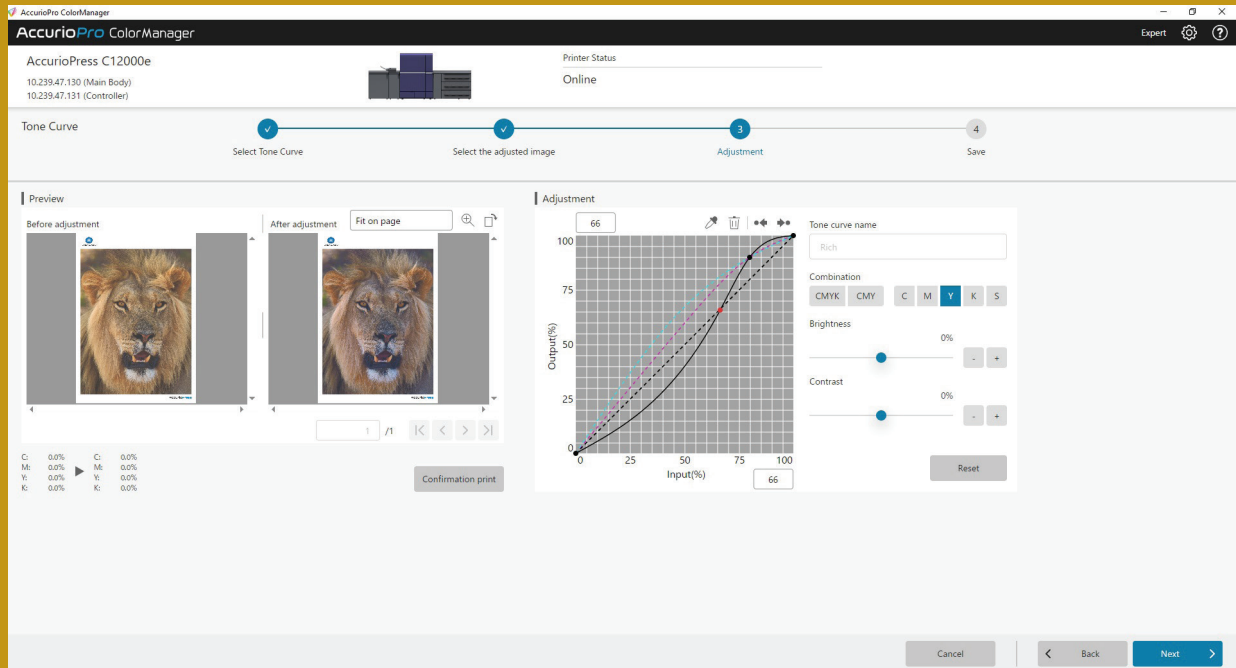 AccurioPro ColorManager
AccurioPro ColorManager
Expert
AccurioPress C12000e
10.239.47.130 (Main Body)
10.239.47.131 (Controller)
Printer Status
Online
Tone Curve
Select Tone Curve
Select the adjusted image
3
Adjustment
4
Save
Preview
Before adjustment
After adjustment
Fit on page
1 /1
C: 0.0% C: 0.0%
M: 0.0% M: 0.0%
Y: 0.0% Y: 0.0%
K: 0.0% K: 0.0%
Confirmation print
Adjustment
66
100
75
50
25
0
Output(%)
0 25 50 75 100
Input(%)
66
Tone curve name
Rich
Combination
CMYK CMY C M Y K S
Brightness
0%
- +
Contrast
0%
- +
Reset
Cancel
Back
Next